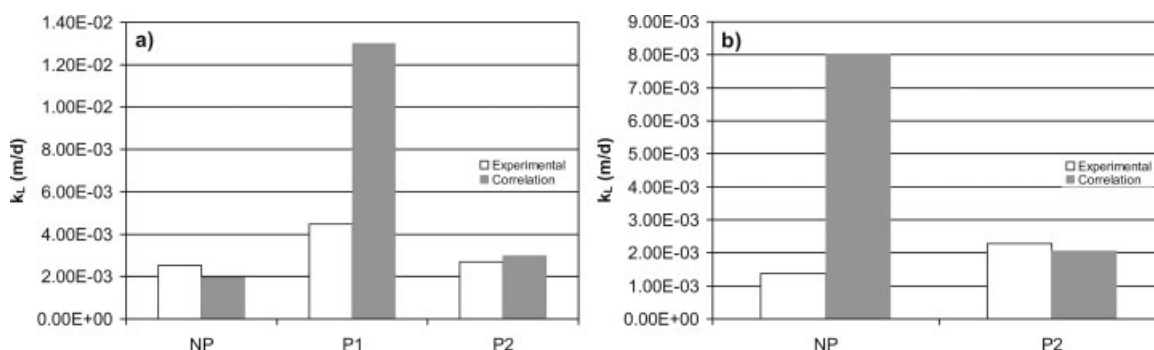 a)
1.40E-02
1.20E-02
1.00E-02
8.00E-03
6.00E-03
4.00E-03
2.00E-03
0.00E+00
kL (m/d)
Experimental
Correlation
NP P1 P2
b)
9.00E-03
8.00E-03
7.00E-03
6.00E-03
5.00E-03
4.00E-03
3.00E-03
2.00E-03
1.00E-03
0.00E+00
kL (m/d)
Experimental
Correlation
NP P2